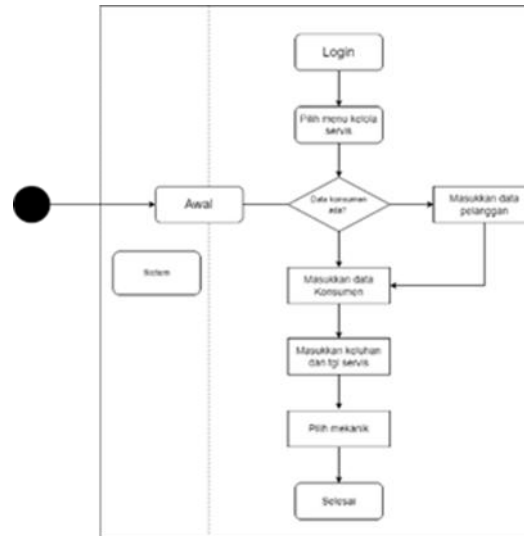 Login
Pilih menu kelola
servis
Awal
Data konsumen
ada?
Masukkan data
pelanggan
Sistem
Masukkan data
Konsumen
Masukkan keluhan
dan tgl servis
Pilih mekanik
Selesai